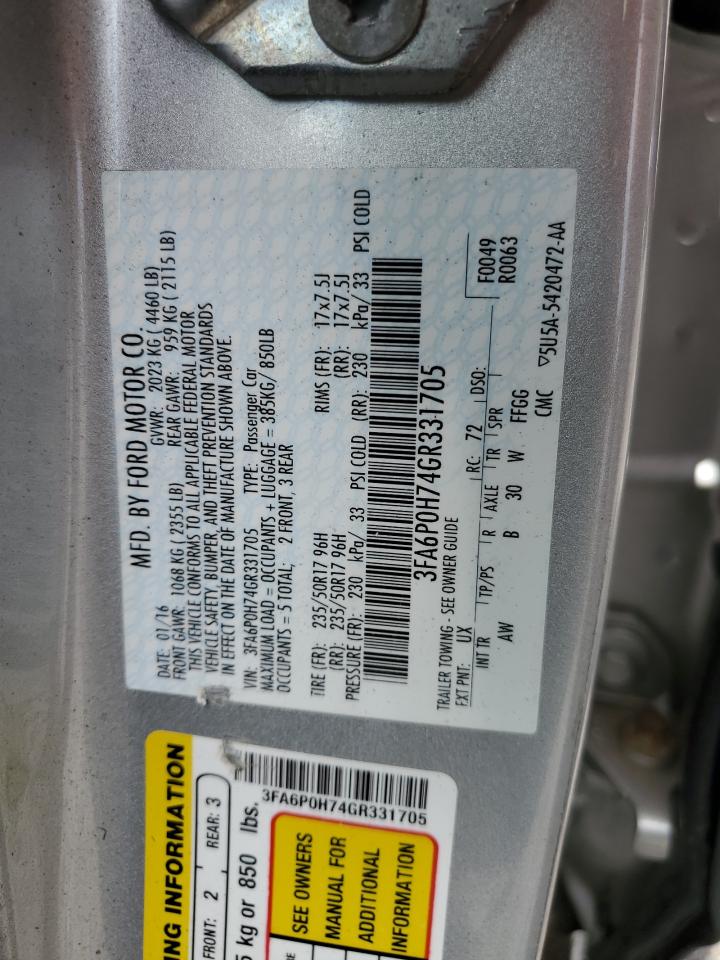 MFD. BY FORD MOTOR CO.
DATE: 01/16 GVWR: 2023 KG ( 4460 LB)
FRONT GAWR: 1068 KG ( 2355 LB) REAR GAWR: 959 KG ( 2115 LB)
THIS VEHICLE CONFORMS TO ALL APPLICABLE FEDERAL MOTOR
VEHICLE SAFETY, BUMPER, AND THEFT PREVENTION STANDARDS
IN EFFECT ON THE DATE OF MANUFACTURE SHOWN ABOVE.
VIN: 3FA6P0H74GR331705 TYPE: Passenger Car
MAXIMUM LOAD = OCCUPANTS + LUGGAGE = 385KG/ 850LB
OCCUPANTS = 5 TOTAL; 2 FRONT, 3 REAR
TIRE (FR): 235/50R17 96H RIMS (FR): 17x7.5J
(RR): 235/50R17 96H (RR): 17x7.5J
PRESSURE (FR): 230 kPa/ 33 PSI COLD (RR): 230 kPa/ 33 PSI COLD
3FA6P0H74GR331705
TRAILER TOWING - SEE OWNER GUIDE
EXT PNT: UX RC: 72 DSO: F0049
INT TR TP/PS R AXLE TR SPR R0063
AW B 30 W FFGG
CMC ▽5U5A-5420472-AA
ING INFORMATION
FRONT: 2 REAR: 3
5 kg or 850 lbs.
3FA6P0H74GR331705
SEE OWNERS
MANUAL FOR
ADDITIONAL
INFORMATION